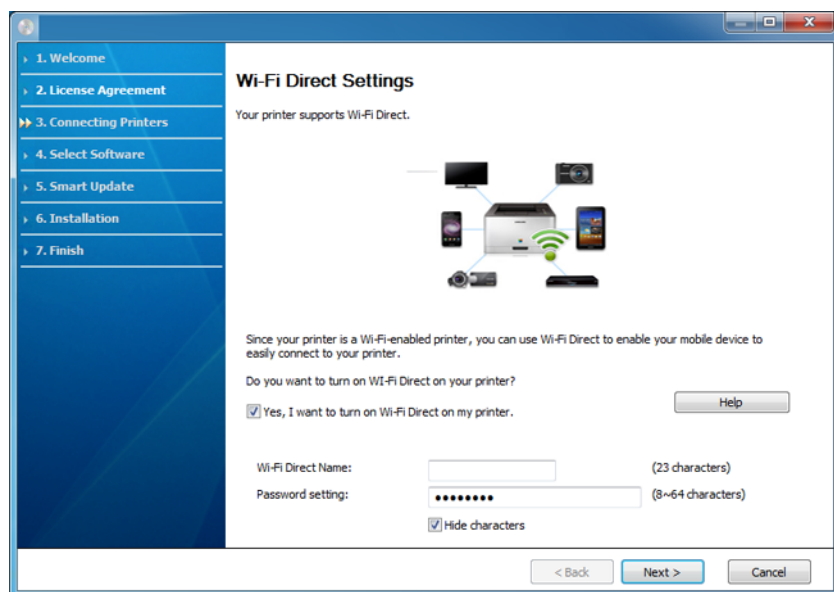 1. Welcome
2. License Agreement
3. Connecting Printers
4. Select Software
5. Smart Update
6. Installation
7. Finish
Wi-Fi Direct Settings
Your printer supports Wi-Fi Direct.
Since your printer is a Wi-Fi-enabled printer, you can use Wi-Fi Direct to enable your mobile device to
easily connect to your printer.
Do you want to turn on WI-Fi Direct on your printer?
Yes, I want to turn on Wi-Fi Direct on my printer.
Help
Wi-Fi Direct Name: (23 characters)
Password setting: ●●●●●●●● (8~64 characters)
Hide characters
< Back Next > Cancel